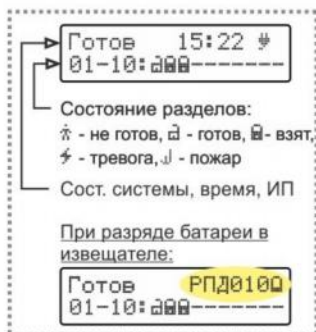 Готов 15:22
01-10:-------
Состояние разделов:
- не готов, - готов, - взят,
- тревога, - пожар
Сост. системы, время, ИП
При разряде батареи в
извещателе:
Готов РПД010
01-10:-------